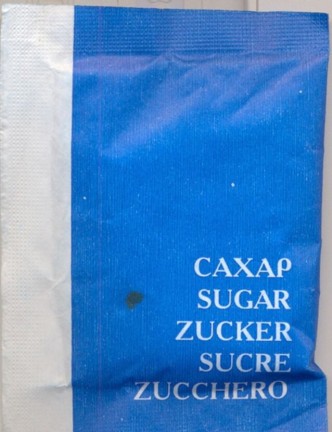 САХАР
SUGAR
ZUCKER
SUCRE
ZUCCHERO